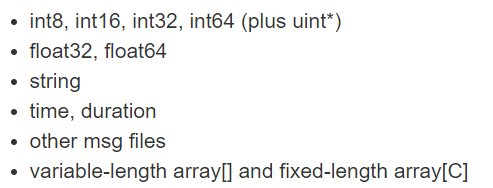 • int8, int16, int32, int64 (plus uint*)
• float32, float64
• string
• time, duration
• other msg files
• variable-length array[] and fixed-length array[C]